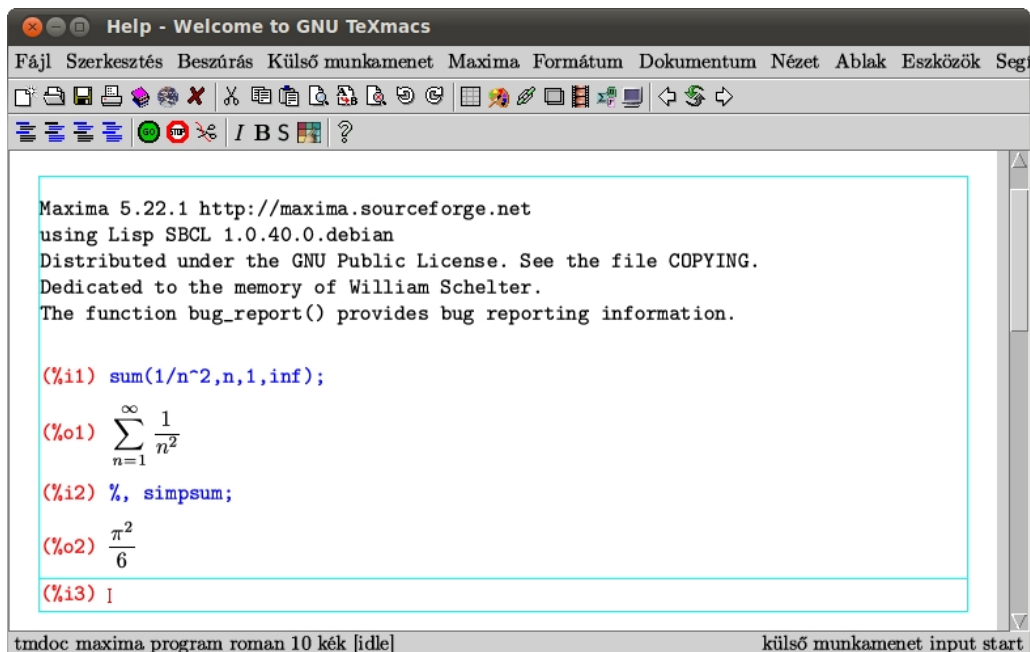 Help - Welcome to GNU TeXmacs
Fájl Szerkesztés Beszúrás Külső munkamenet Maxima Formátum Dokumentum Nézet Ablak Eszközök
GO STOP I B S ?
Maxima 5.22.1 http://maxima.sourceforge.net
using Lisp SBCL 1.0.40.0.debian
Distributed under the GNU Public License. See the file COPYING.
Dedicated to the memory of William Schelter.
The function bug_report() provides bug reporting information.
(%i1) sum(1/n^2,n,1,inf);
(%o1) ∑_{n=1}^{∞} 1/n²
(%i2) %, simpsum;
(%o2) π²/6
(%i3)
tmdoc maxima program roman 10 kék [idle] külső munkamenet input start